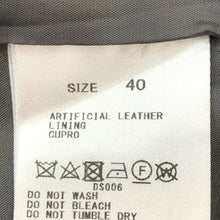 SIZE 40
ARTIFICIAL LEATHER
LINING
CUPRO
DS006
DO NOT WASH
DO NOT BLEACH
DO NOT TUMBLE DRY